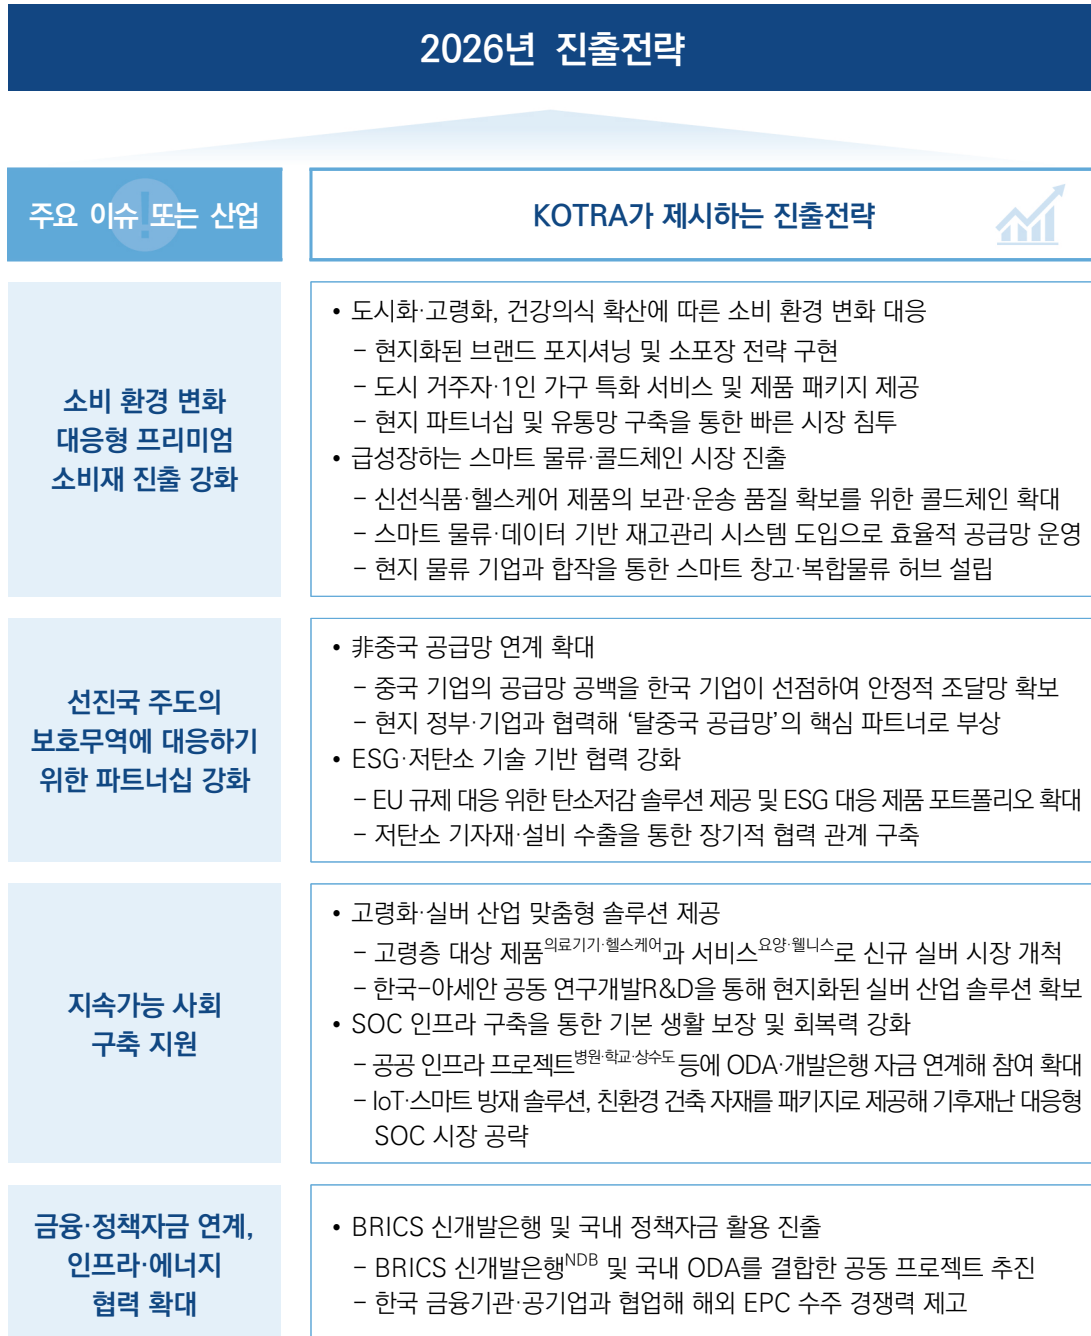 2026년 진출전략
주요 이슈 또는 산업
KOTRA가 제시하는 진출전략
소비 환경 변화
대응형 프리미엄
소비재 진출 강화
• 도시화·고령화, 건강의식 확산에 따른 소비 환경 변화 대응
– 현지화된 브랜드 포지셔닝 및 소포장 전략 구현
– 도시 거주자·1인 가구 특화 서비스 및 제품 패키지 제공
– 현지 파트너십 및 유통망 구축을 통한 빠른 시장 침투
• 급성장하는 스마트 물류·콜드체인 시장 진출
– 신선식품·헬스케어 제품의 보관·운송 품질 확보를 위한 콜드체인 확대
– 스마트 물류·데이터 기반 재고관리 시스템 도입으로 효율적 공급망 운영
– 현지 물류 기업과 합작을 통한 스마트 창고·복합물류 허브 설립
선진국 주도의
보호무역에 대응하기
위한 파트너십 강화
• 非중국 공급망 연계 확대
– 중국 기업의 공급망 공백을 한국 기업이 선점하여 안정적 조달망 확보
– 현지 정부·기업과 협력해 ‘탈중국 공급망’의 핵심 파트너로 부상
• ESG·저탄소 기술 기반 협력 강화
– EU 규제 대응 위한 탄소저감 솔루션 제공 및 ESG 대응 제품 포트폴리오 확대
– 저탄소 기자재·설비 수출을 통한 장기적 협력 관계 구축
지속가능 사회
구축 지원
• 고령화·실버 산업 맞춤형 솔루션 제공
– 고령층 대상 제품의료기기·헬스케어과 서비스요양·웰니스로 신규 실버 시장 개척
– 한국–아세안 공동 연구개발R&D을 통해 현지화된 실버 산업 솔루션 확보
• SOC 인프라 구축을 통한 기본 생활 보장 및 회복력 강화
– 공공 인프라 프로젝트병원·학교·상수도 등에 ODA·개발은행 자금 연계해 참여 확대
– IoT·스마트 방재 솔루션, 친환경 건축 자재를 패키지로 제공해 기후재난 대응형
SOC 시장 공략
금융·정책자금 연계,
인프라·에너지
협력 확대
• BRICS 신개발은행 및 국내 정책자금 활용 진출
– BRICS 신개발은행NDB 및 국내 ODA를 결합한 공동 프로젝트 추진
– 한국 금융기관·공기업과 협업해 해외 EPC 수주 경쟁력 제고